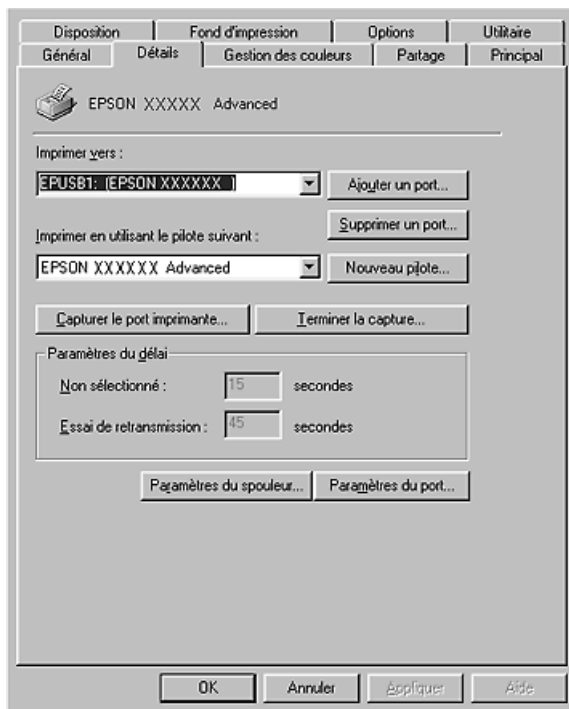 Disposition Fond d'impression Options Utilitaire
Général Détails Gestion des couleurs Partage Principal
EPSON XXXXX Advanced
Imprimer vers :
EPUSB1: (EPSON XXXXXX ) Ajouter un port...
Supprimer un port...
Imprimer en utilisant le pilote suivant :
EPSON XXXXXX Advanced Nouveau pilote...
Capturer le port imprimante... Terminer la capture...
Paramètres du délai
Non sélectionné : 15 secondes
Essai de retransmission : 45 secondes
Paramètres du spouleur... Paramètres du port...
OK Annuler Appliquer Aide